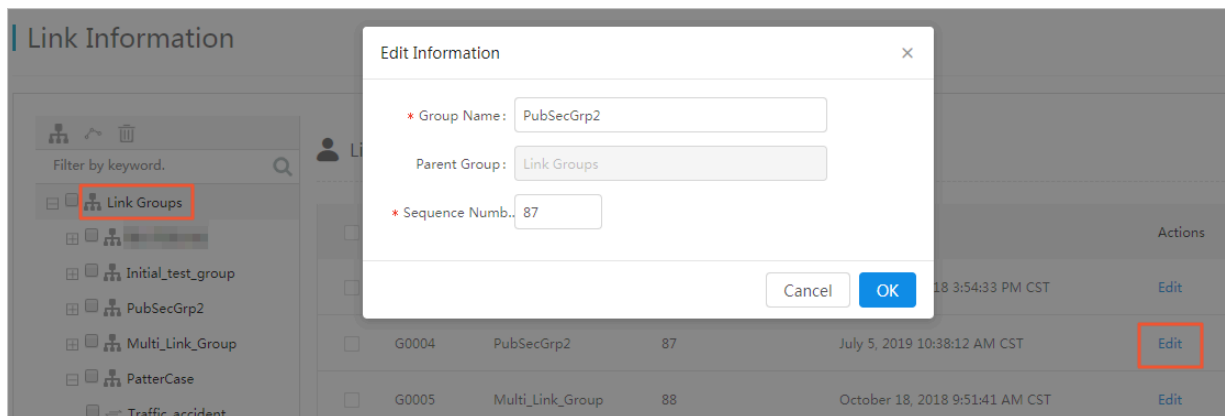 Link Information
Edit Information
* Group Name: PubSecGrp2
Parent Group: Link Groups
* Sequence Numb.. 87
Cancel OK
Filter by keyword.
Link Groups
Initial_test_group
PubSecGrp2
Multi_Link_Group
PatterCase
Traffic_accident
Li
Actions
18 3:54:33 PM CST Edit
G0004 PubSecGrp2 87 July 5, 2019 10:38:12 AM CST Edit
G0005 Multi_Link_Group 88 October 18, 2018 9:51:41 AM CST Edit